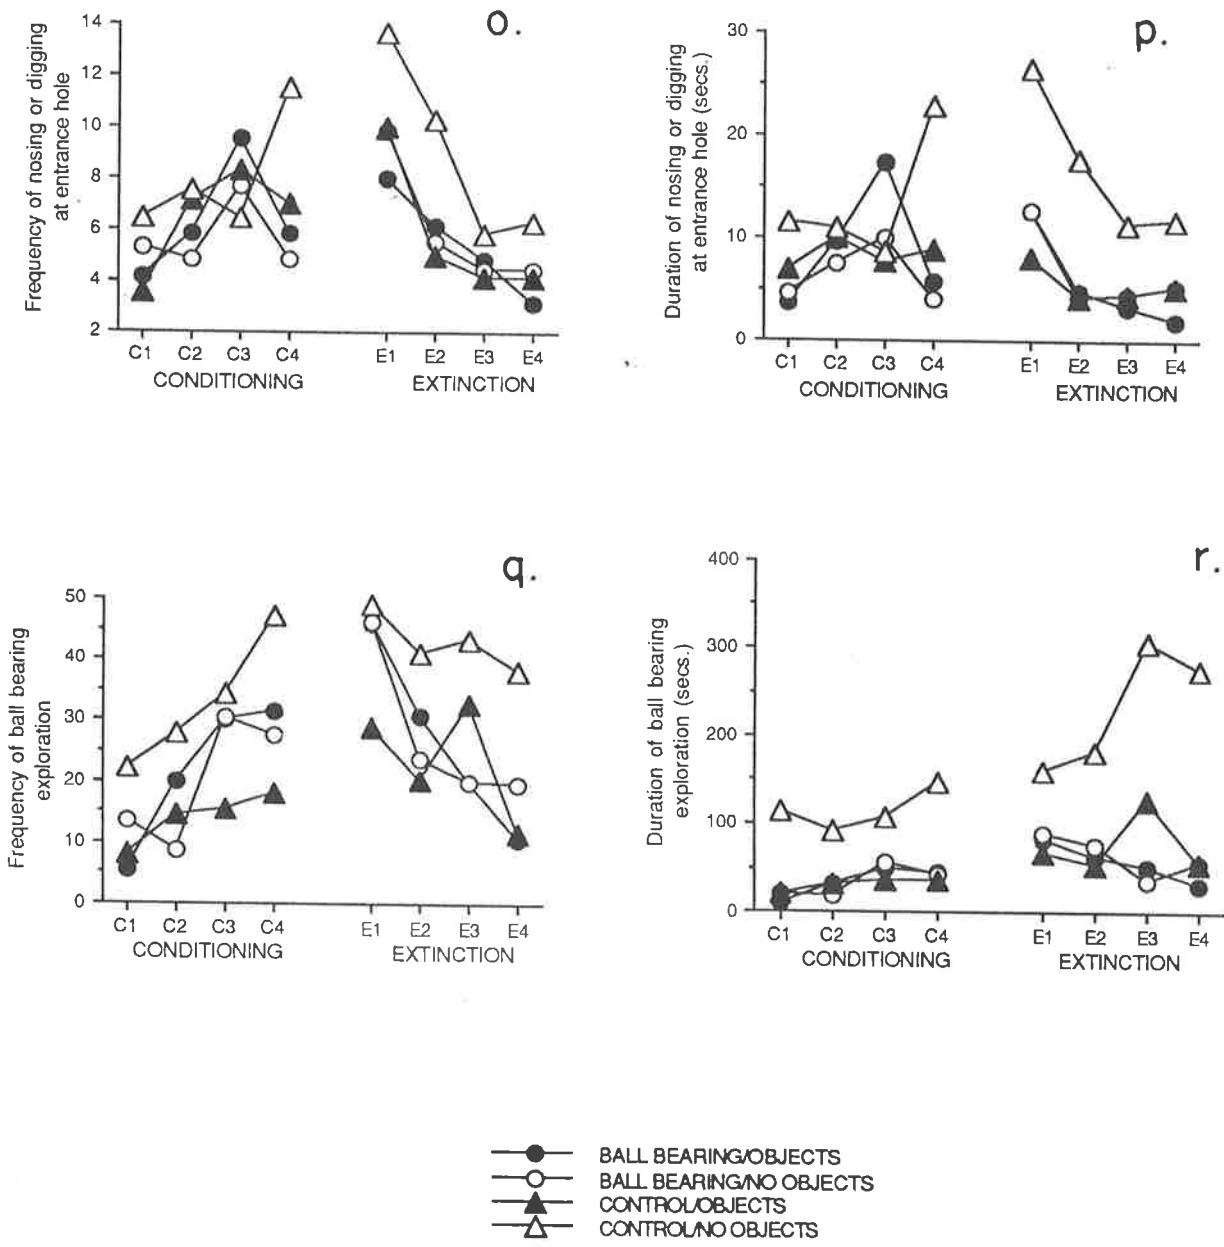 o.
Frequency of nosing or digging
at entrance hole
14
12
10
8
6
4
2
C1 C2 C3 C4 E1 E2 E3 E4
CONDITIONING EXTINCTION
p.
Duration of nosing or digging
at entrance hole (secs.)
30
20
10
0
C1 C2 C3 C4 E1 E2 E3 E4
CONDITIONING EXTINCTION
q.
Frequency of ball bearing
exploration
50
40
30
20
10
0
C1 C2 C3 C4 E1 E2 E3 E4
CONDITIONING EXTINCTION
r.
Duration of ball bearing
exploration (secs.)
400
300
200
100
0
C1 C2 C3 C4 E1 E2 E3 E4
CONDITIONING EXTINCTION
BALL BEARING/OBJECTS
BALL BEARING/NO OBJECTS
CONTROL/OBJECTS
CONTROL/NO OBJECTS